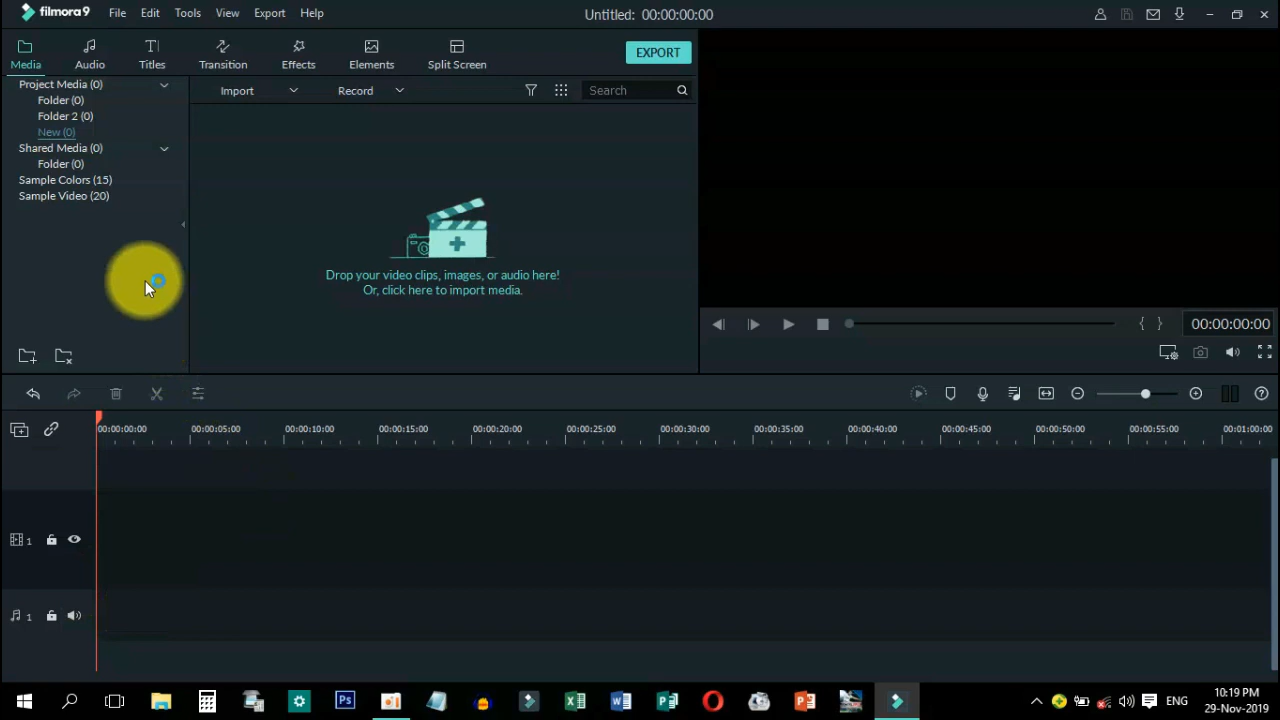 filmora9 File Edit Tools View Export Help Untitled: 00:00:00:00
Media Audio Titles Transition Effects Elements Split Screen EXPORT
Project Media (0)
Folder (0)
Folder 2 (0)
New (0)
Shared Media (0)
Folder (0)
Sample Colors (15)
Sample Video (20)
Import Record Search
Drop your video clips, images, or audio here!
Or, click here to import media.
{ } 00:00:00:00
00:00:00:00 00:00:05:00 00:00:10:00 00:00:15:00 00:00:20:00 00:00:25:00 00:00:30:00 00:00:35:00 00:00:40:00 00:00:45:00 00:00:50:00 00:00:55:00 00:01:00:00
1
1
Ps ENG 10:19 PM
29-Nov-2019